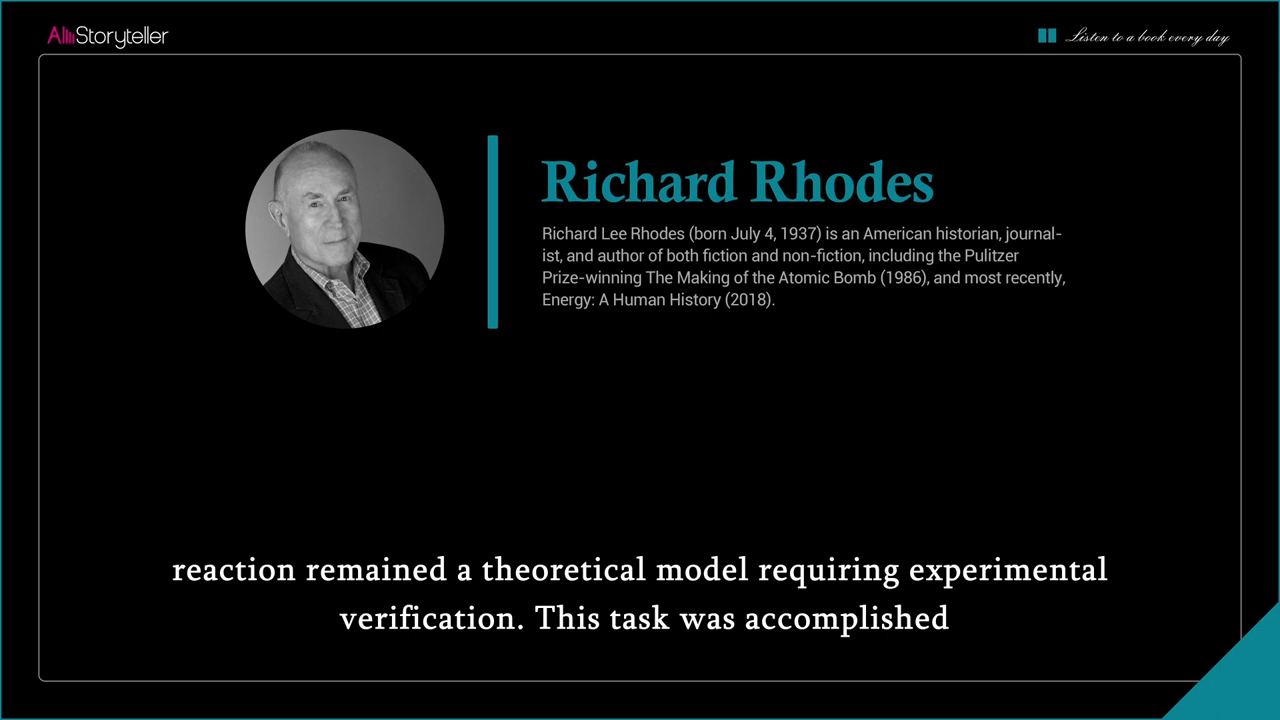 AllStoryteller
Listen to a book every day
Richard Rhodes
Richard Lee Rhodes (born July 4, 1937) is an American historian, journal-
ist, and author of both fiction and non-fiction, including the Pulitzer
Prize-winning The Making of the Atomic Bomb (1986), and most recently,
Energy: A Human History (2018).
reaction remained a theoretical model requiring experimental
verification. This task was accomplished